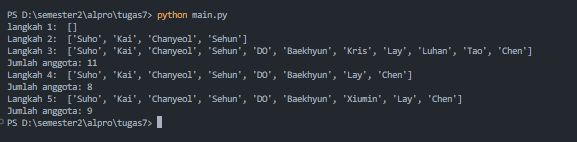 PS D:\semester2\alpro\tugas7> python main.py
langkah 1:  []
Langkah 2:  ['Suho', 'Kai', 'Chanyeol', 'Sehun']
Langkah 3:  ['Suho', 'Kai', 'Chanyeol', 'Sehun', 'DO', 'Baekhyun', 'Kris', 'Lay', 'Luhan', 'Tao', 'Chen']
Jumlah anggota: 11
Langkah 4:  ['Suho', 'Kai', 'Chanyeol', 'Sehun', 'DO', 'Baekhyun', 'Lay', 'Chen']
Jumlah anggota: 8
Langkah 5:  ['Suho', 'Kai', 'Chanyeol', 'Sehun', 'DO', 'Baekhyun', 'Xiumin', 'Lay', 'Chen']
Jumlah anggota: 9
PS D:\semester2\alpro\tugas7>